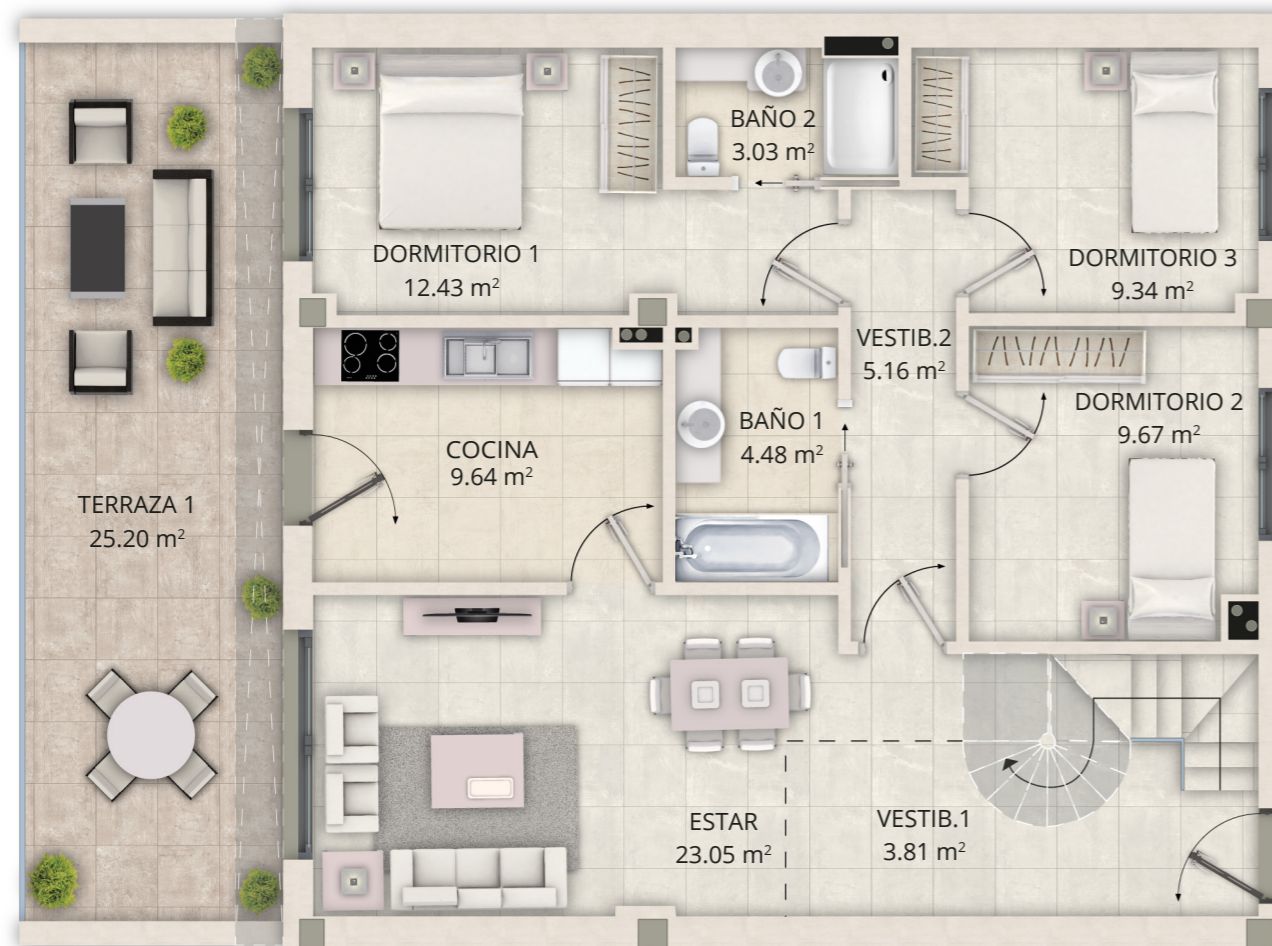 BAÑO 2
3.03 m²
DORMITORIO 1
12.43 m²
DORMITORIO 3
9.34 m²
VESTIB.2
5.16 m²
DORMITORIO 2
9.67 m²
BAÑO 1
4.48 m²
COCINA
9.64 m²
TERRAZA 1
25.20 m²
ESTAR
23.05 m²
VESTIB.1
3.81 m²